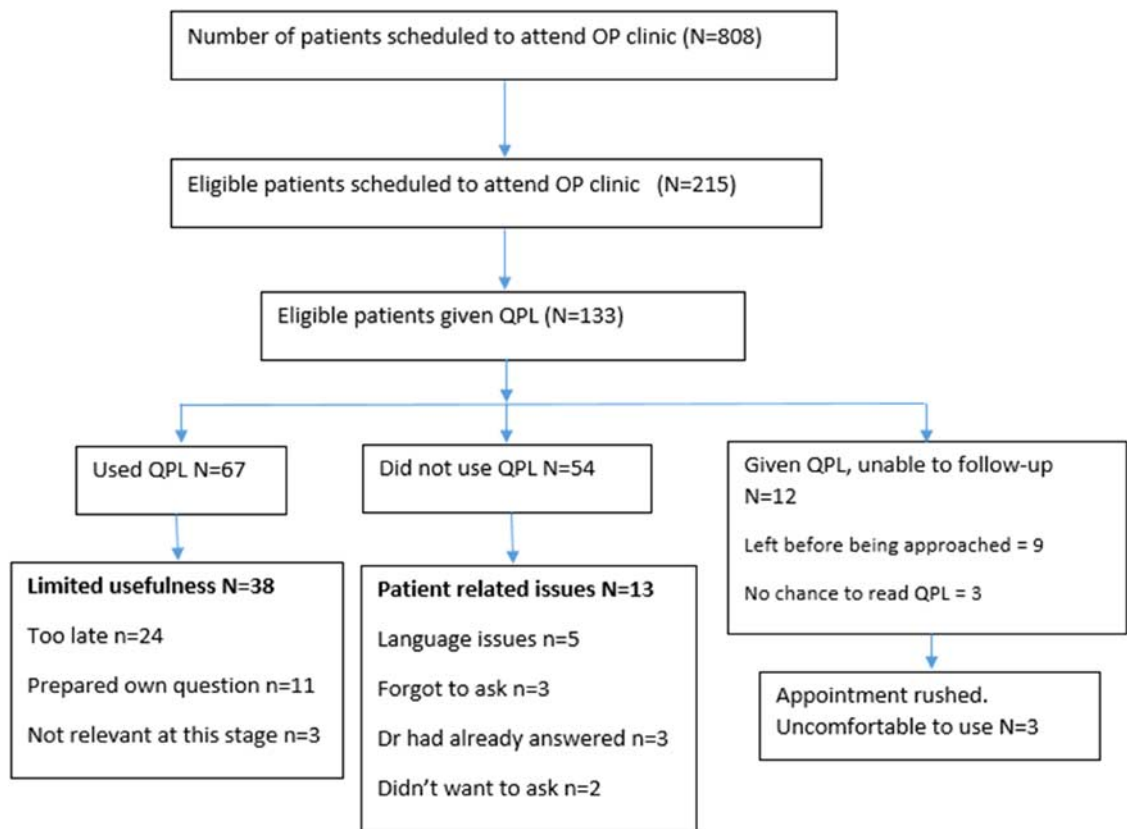 Number of patients scheduled to attend OP clinic (N=808)
Eligible patients scheduled to attend OP clinic (N=215)
Eligible patients given QPL (N=133)
Used QPL N=67
Did not use QPL N=54
Given QPL, unable to follow-up
N=12
Left before being approached = 9
No chance to read QPL = 3
Limited usefulness N=38
Too late n=24
Prepared own question n=11
Not relevant at this stage n=3
Patient related issues N=13
Language issues n=5
Forgot to ask n=3
Dr had already answered n=3
Didn’t want to ask n=2
Appointment rushed.
Uncomfortable to use N=3